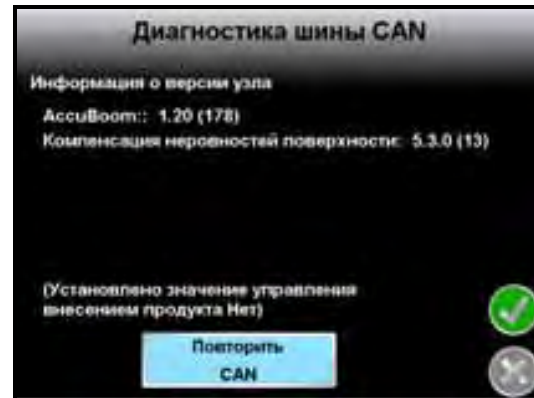 Диагностика шины CAN
Информация о версии узла
AccuBoom:: 1.20 (178)
Компенсация неровностей поверхности: 5.3.0 (13)
(Установлено значение управления
внесением продукта Нет)
Повторить
CAN